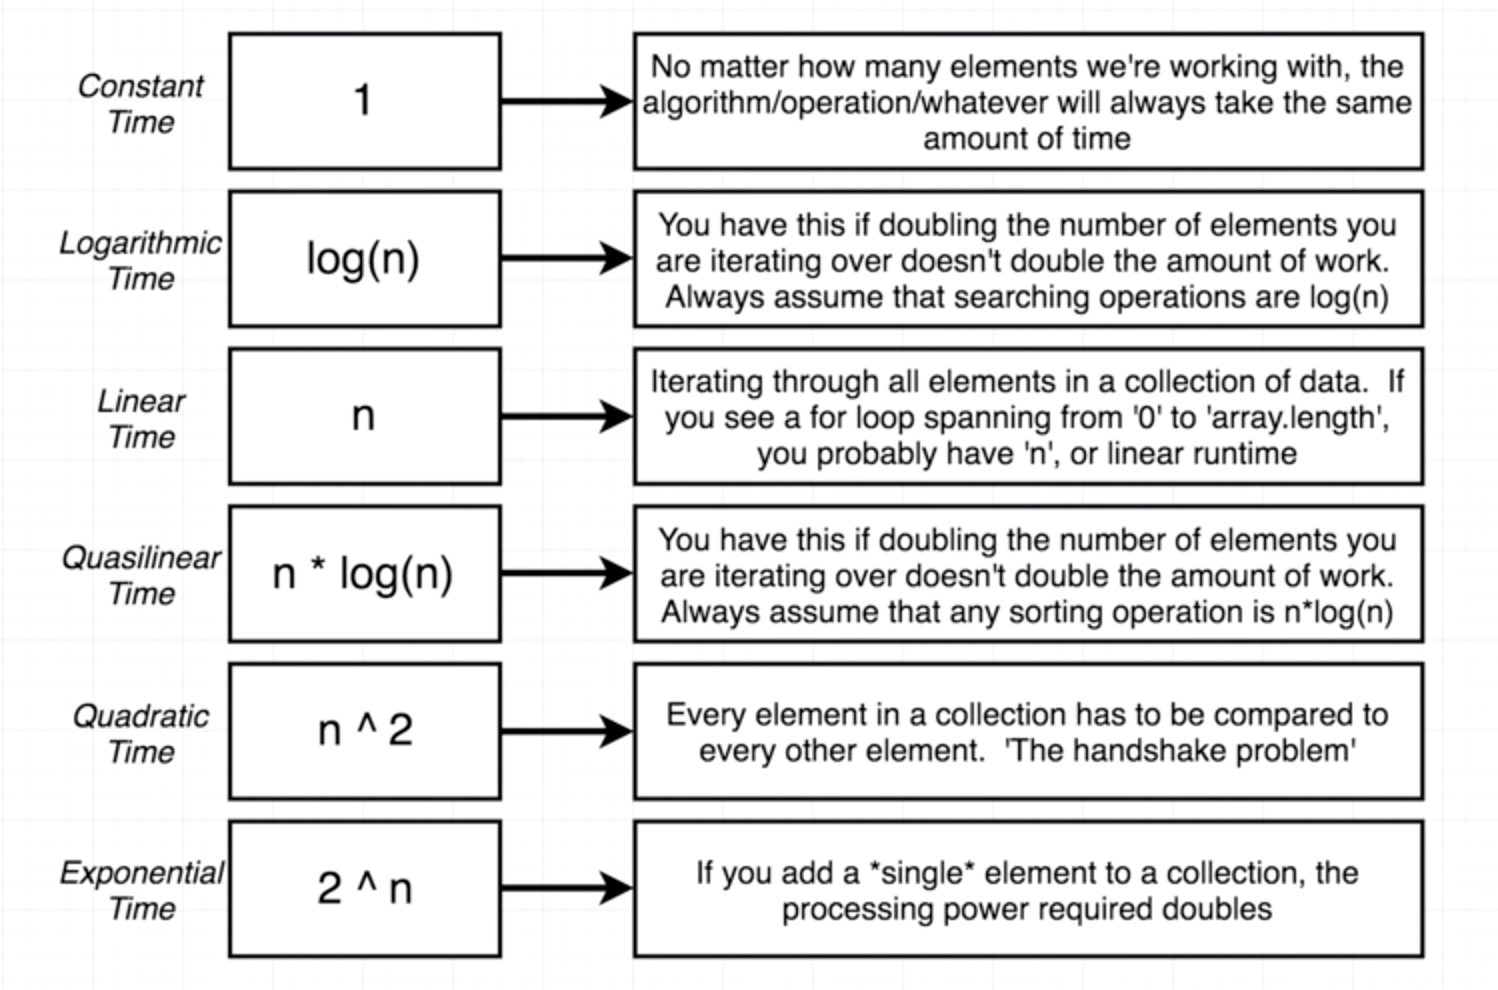 Constant
Time
1
No matter how many elements we're working with, the
algorithm/operation/whatever will always take the same
amount of time
Logarithmic
Time
log(n)
You have this if doubling the number of elements you
are iterating over doesn't double the amount of work.
Always assume that searching operations are log(n)
Linear
Time
n
Iterating through all elements in a collection of data.  If
you see a for loop spanning from '0' to 'array.length',
you probably have 'n', or linear runtime
Quasilinear
Time
n * log(n)
You have this if doubling the number of elements you
are iterating over doesn't double the amount of work.
Always assume that any sorting operation is n*log(n)
Quadratic
Time
n ^ 2
Every element in a collection has to be compared to
every other element.  'The handshake problem'
Exponential
Time
2 ^ n
If you add a *single* element to a collection, the
processing power required doubles